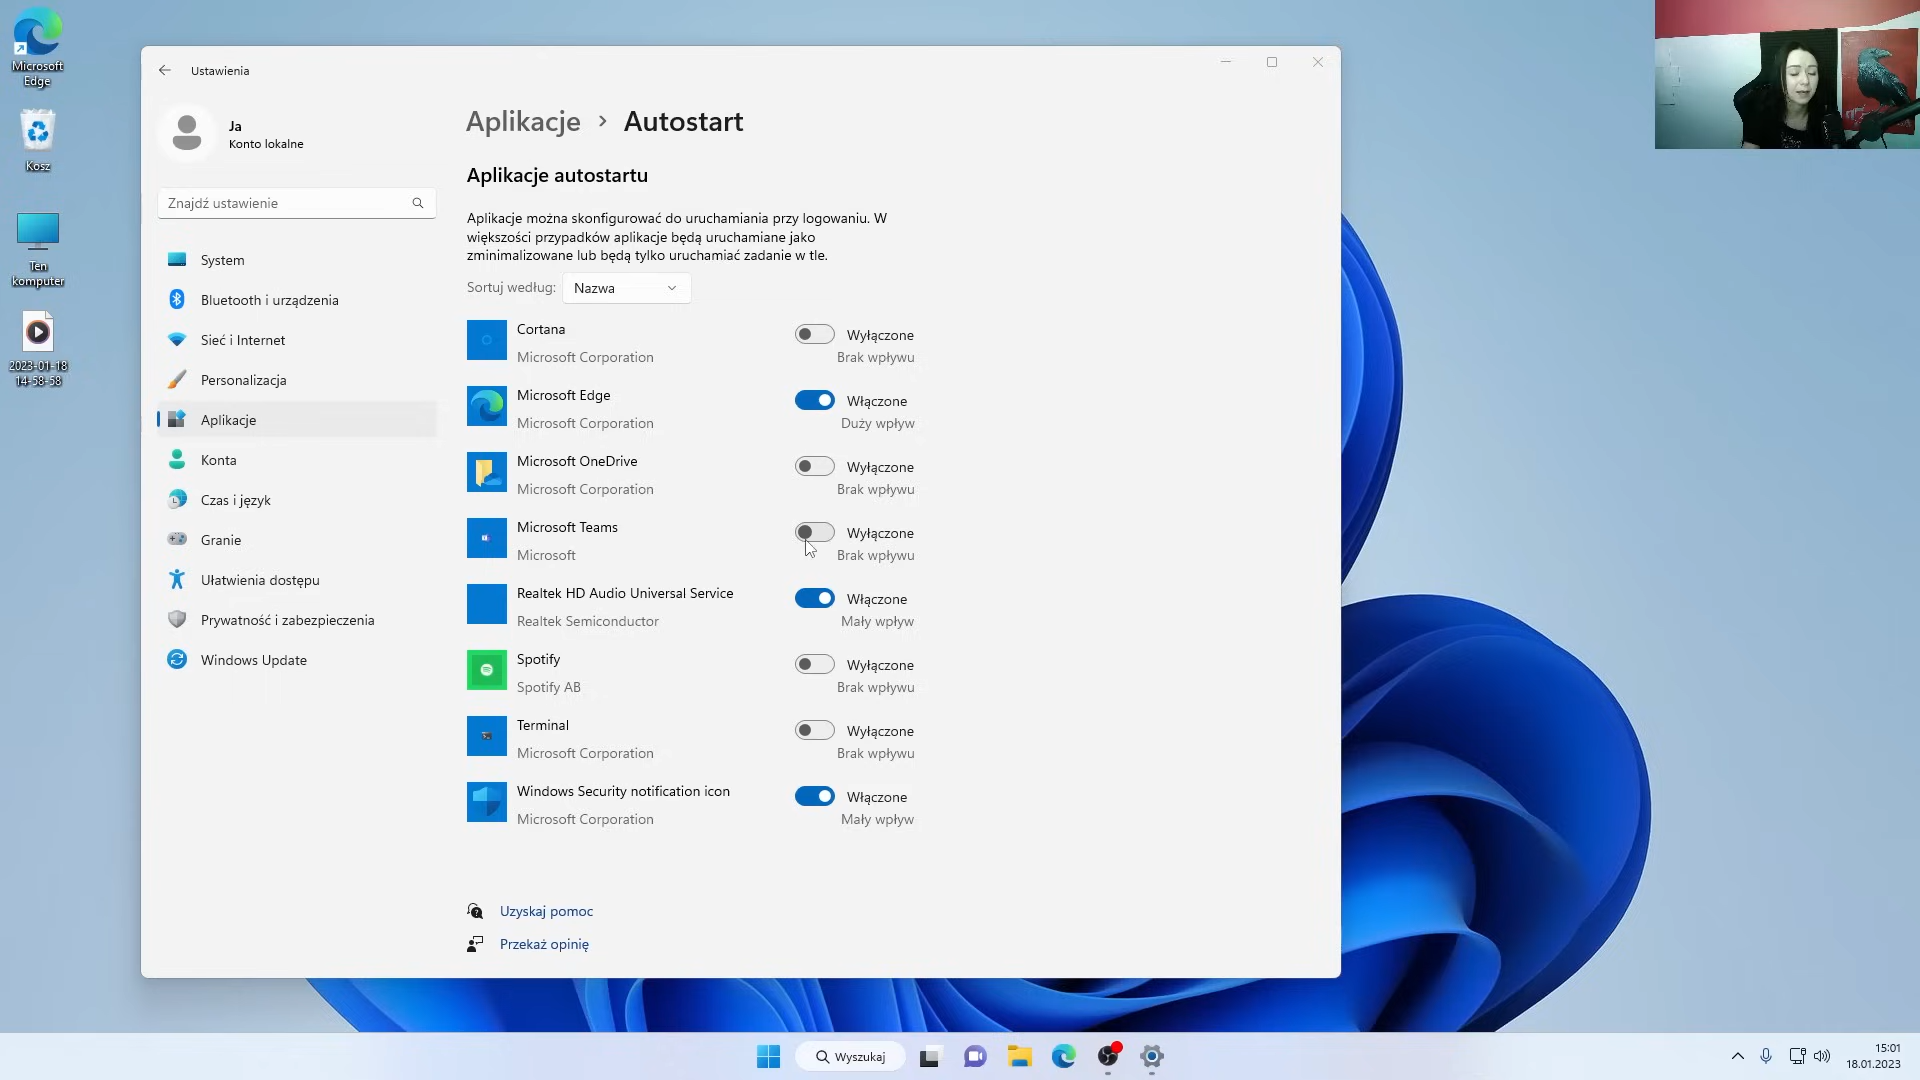 Microsoft
Edge
Kosz
Ten
komputer
2023-01-18
14-58-58
Ustawienia
Ja
Konto lokalne
Znajdź ustawienie
System
Bluetooth i urządzenia
Sieć i Internet
Personalizacja
Aplikacje
Konta
Czas i język
Granie
Ułatwienia dostępu
Prywatność i zabezpieczenia
Windows Update
Aplikacje > Autostart
Aplikacje autostartu
Aplikacje można skonfigurować do uruchamiania przy logowaniu. W
większości przypadków aplikacje będą uruchamiane jako
zminimalizowane lub będą tylko uruchamiać zadanie w tle.
Sortuj według: Nazwa
Cortana Wyłączone
Microsoft Corporation Brak wpływu
Microsoft Edge Włączone
Microsoft Corporation Duży wpływ
Microsoft OneDrive Wyłączone
Microsoft Corporation Brak wpływu
Microsoft Teams Wyłączone
Microsoft Brak wpływu
Realtek HD Audio Universal Service Włączone
Realtek Semiconductor Mały wpływ
Spotify Wyłączone
Spotify AB Brak wpływu
Terminal Wyłączone
Microsoft Corporation Brak wpływu
Windows Security notification icon Włączone
Microsoft Corporation Mały wpływ
Uzyskaj pomoc
Przekaż opinię
Wyszukaj
15:01
18.01.2023